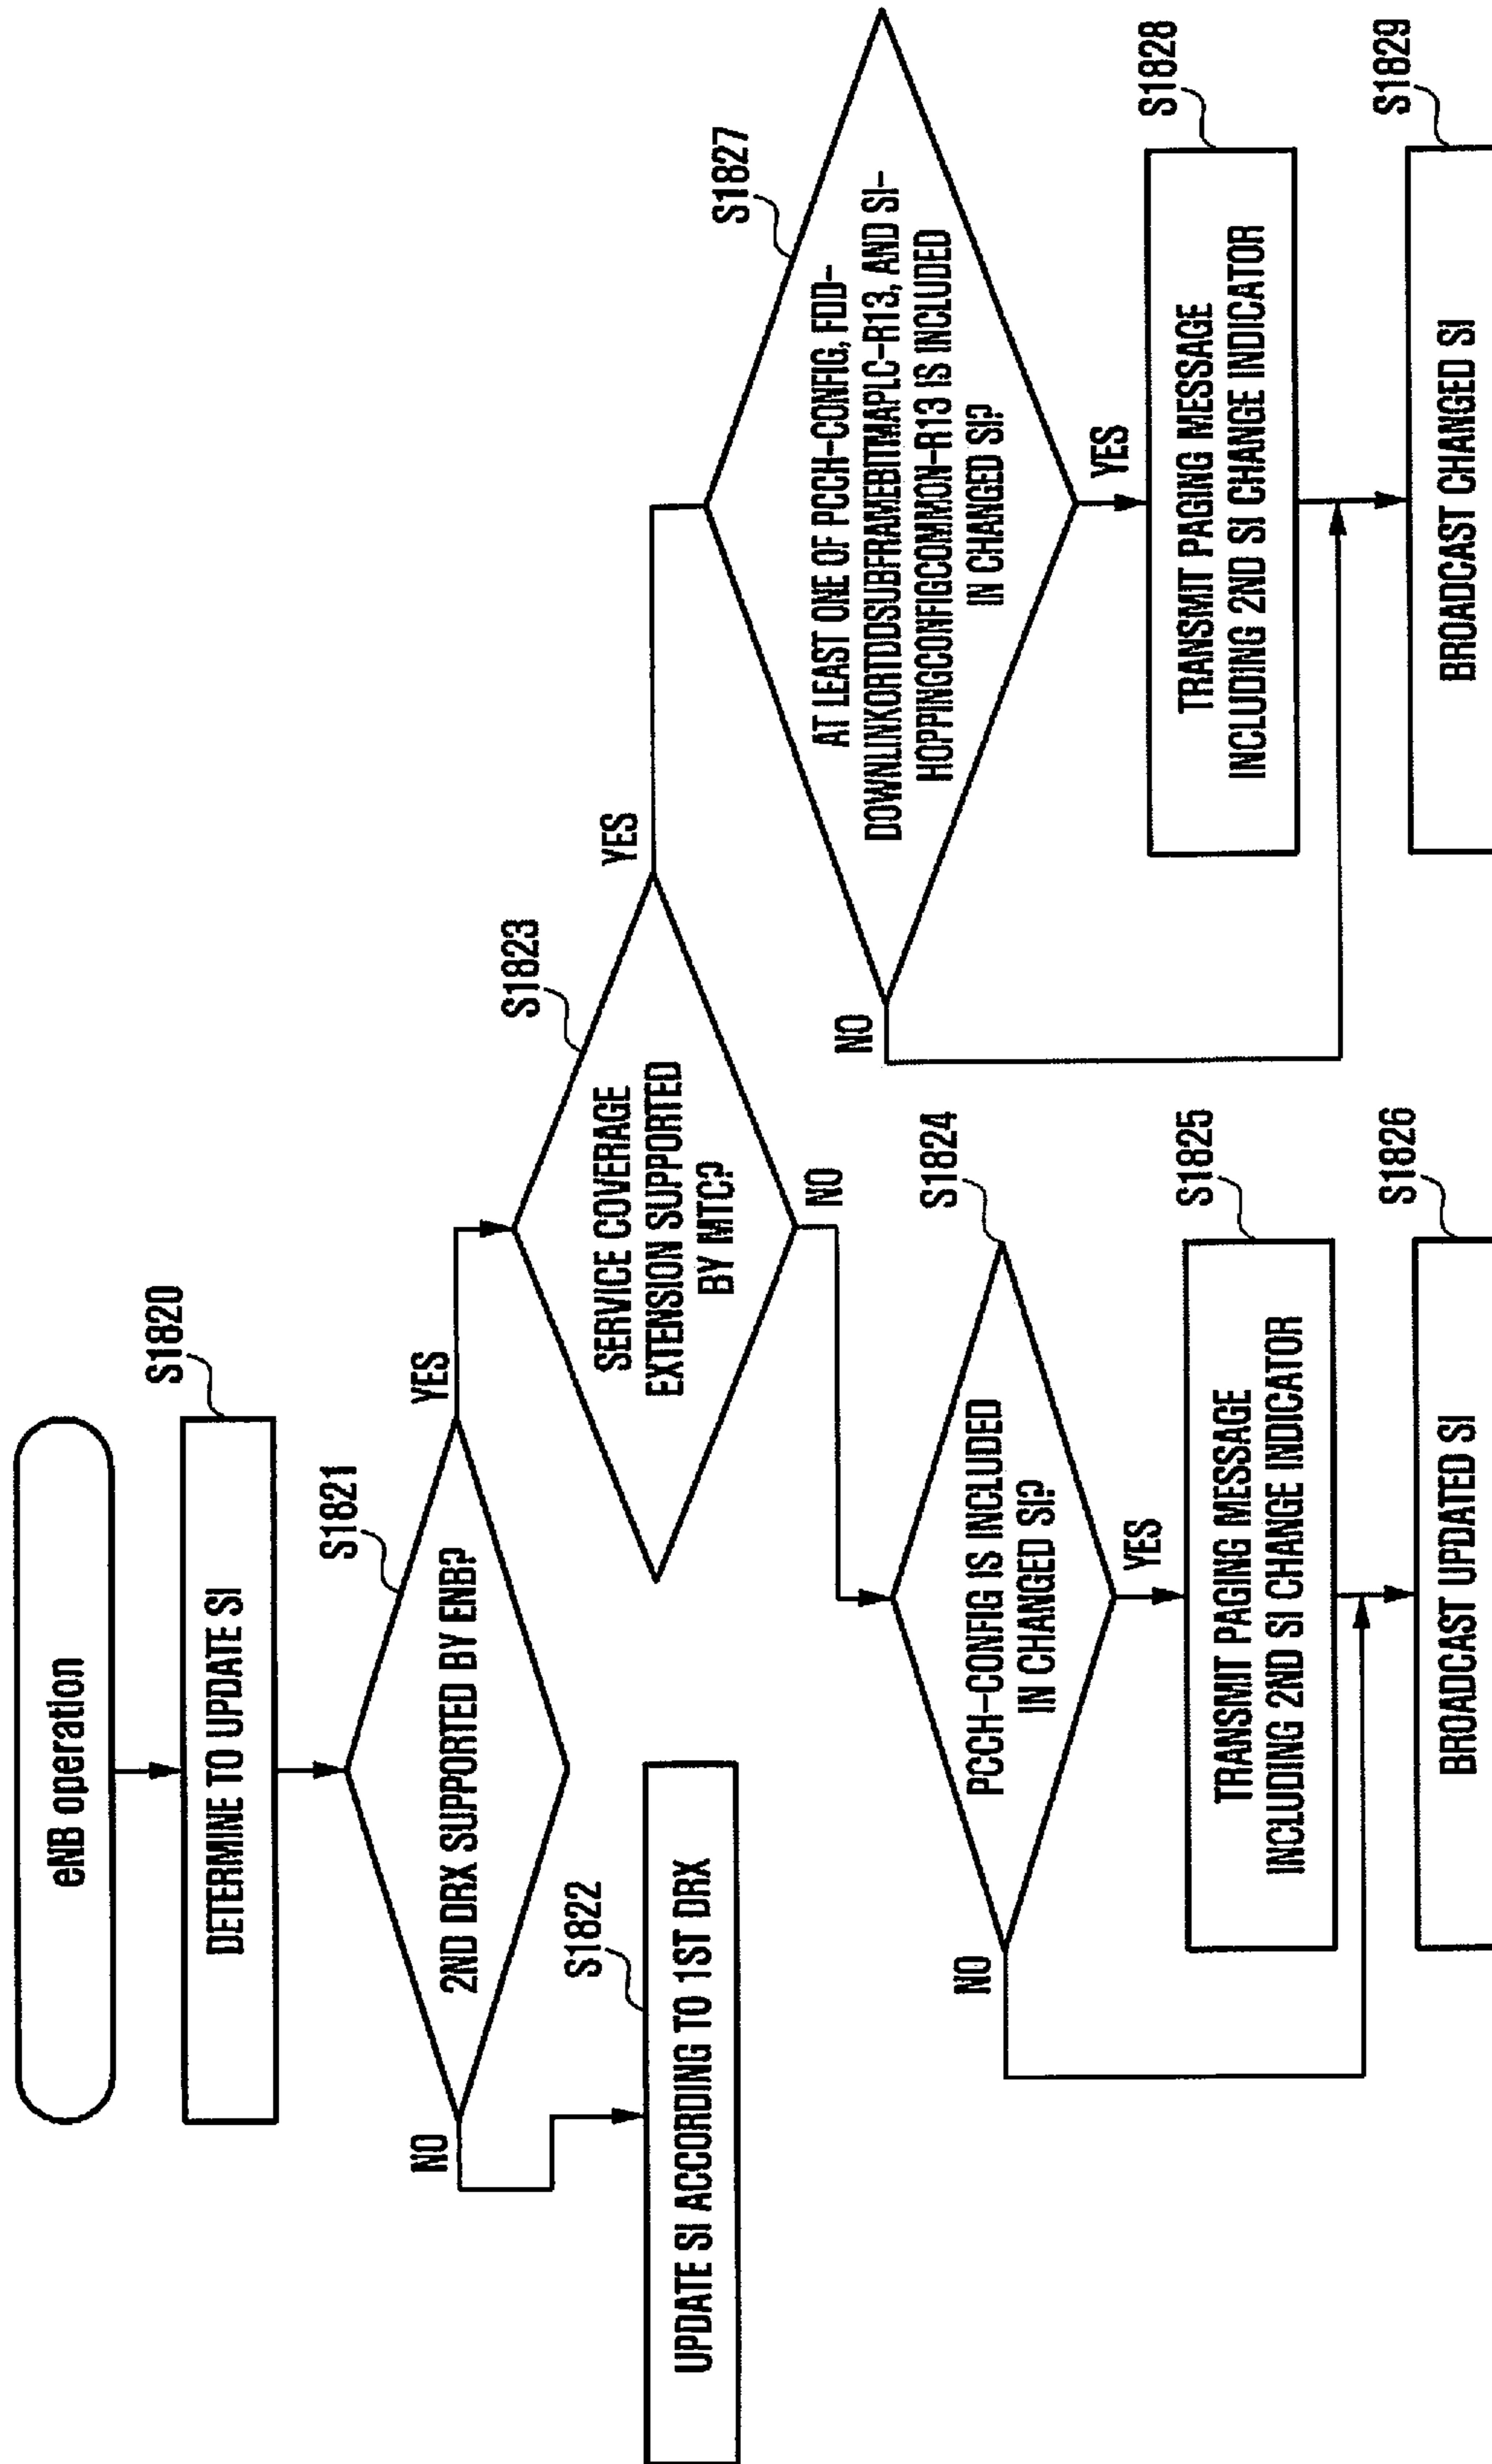 eNB operation
S1820
DETERMINE TO UPDATE SI
S1821
2ND DRX SUPPORTED BY ENB?
NO
YES
S1822
UPDATE SI ACCORDING TO 1ST DRX
S1823
SERVICE COVERAGE
EXTENSION SUPPORTED
BY MTC?
NO
YES
S1824
PCCH-CONFIG IS INCLUDED
IN CHANGED SI?
NO
YES
S1825
TRANSMIT PAGING MESSAGE
INCLUDING 2ND SI CHANGE INDICATOR
S1826
BROADCAST UPDATED SI
S1827
AT LEAST ONE OF PCCH-CONFIG, FDD-
DOWNLINKORTDDSUBFRAMEBITMAPLC-R13, AND SI-
HOPPINGCONFIGCOMMON-R13 IS INCLUDED
IN CHANGED SI?
NO
YES
S1828
TRANSMIT PAGING MESSAGE
INCLUDING 2ND SI CHANGE INDICATOR
S1829
BROADCAST CHANGED SI